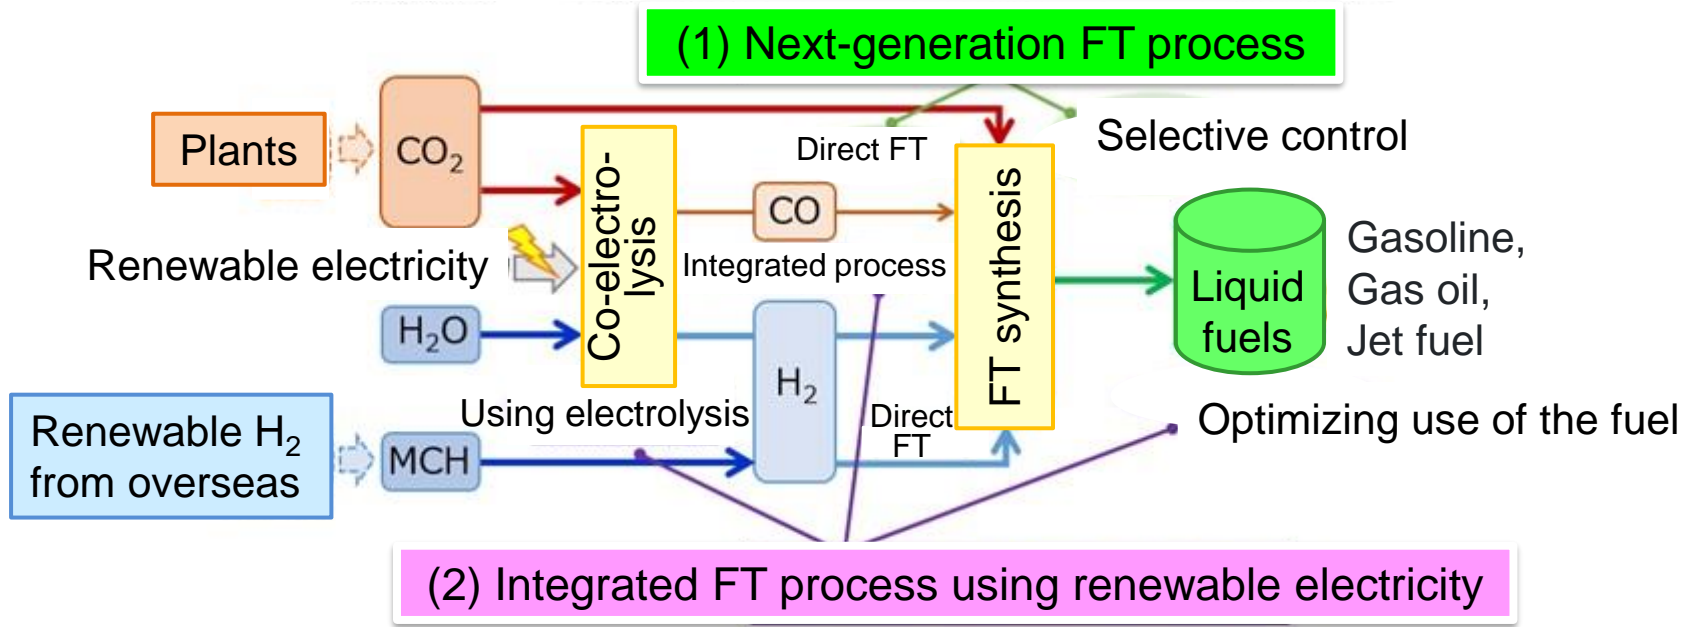 (1) Next-generation FT process
Plants
CO₂
Direct FT
Selective control
Co-electro-
lysis
CO
FT synthesis
Renewable electricity
Integrated process
Liquid
fuels
Gasoline,
Gas oil,
Jet fuel
H₂O
H₂
Using electrolysis
Direct
FT
Optimizing use of the fuel
Renewable H₂
from overseas
MCH
(2) Integrated FT process using renewable electricity